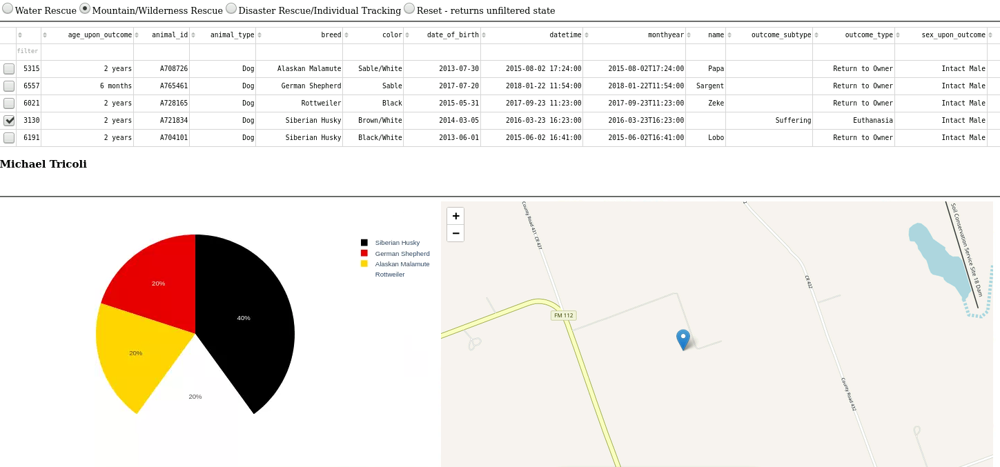 Water Rescue Mountain/Wilderness Rescue Disaster Rescue/Individual Tracking Reset - returns unfiltered state
age_upon_outcome animal_id animal_type breed color date_of_birth datetime monthyear name outcome_subtype outcome_type sex_upon_outcome
filter
5315 2 years A708726 Dog Alaskan Malamute Sable/White 2013-07-30 2015-08-02 17:24:00 2015-08-02T17:24:00 Papa Return to Owner Intact Male
6557 6 months A765461 Dog German Shepherd Sable 2017-07-20 2018-01-22 11:54:00 2018-01-22T11:54:00 Sargent Return to Owner Intact Male
6021 2 years A728165 Dog Rottweiler Black 2015-05-31 2017-09-23 11:23:00 2017-09-23T11:23:00 Zeke Return to Owner Intact Male
3130 2 years A721834 Dog Siberian Husky Brown/White 2014-03-05 2016-03-23 16:23:00 2016-03-23T16:23:00 Suffering Euthanasia Intact Male
6191 2 years A704101 Dog Siberian Husky Black/White 2013-06-01 2015-06-02 16:41:00 2015-06-02T16:41:00 Lobo Return to Owner Intact Male
Michael Tricoli
Siberian Husky
German Shepherd
Alaskan Malamute
Rottweiler
20%
40%
20%
20%
+
−
County Road 431; CR 431
CR 432
Soil Conservation Service Site 18 Dam
FM 112
County Road 432